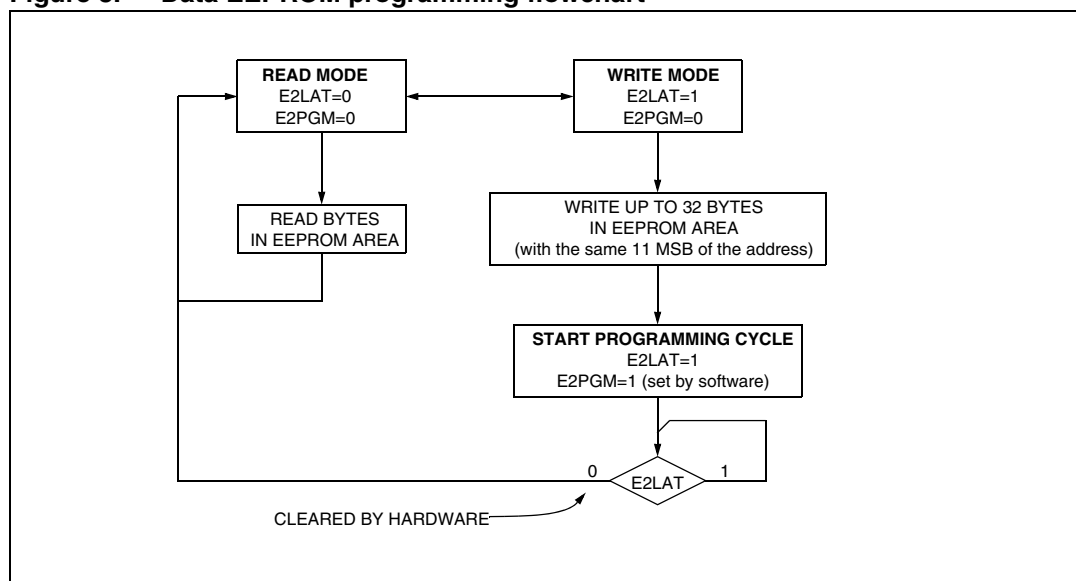 READ MODE
E2LAT=0
E2PGM=0
WRITE MODE
E2LAT=1
E2PGM=0
READ BYTES
IN EEPROM AREA
WRITE UP TO 32 BYTES
IN EEPROM AREA
(with the same 11 MSB of the address)
START PROGRAMMING CYCLE
E2LAT=1
E2PGM=1 (set by software)
0
E2LAT
1
CLEARED BY HARDWARE